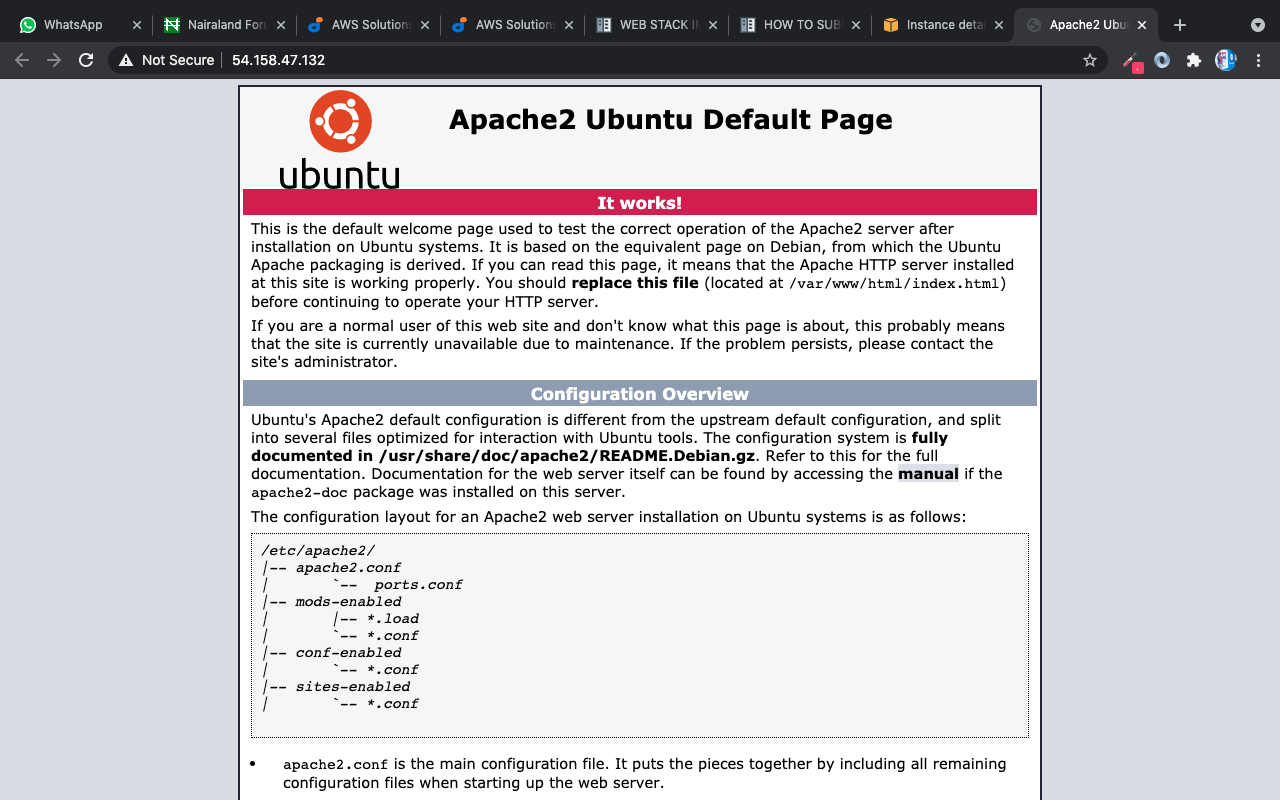 WhatsApp
Nairaland Foru
AWS Solution
AWS Solution
WEB STACK I
HOW TO SUB
Instance deta
Apache2 Ubu
Not Secure
54.158.47.132
ubuntu
Apache2 Ubuntu Default Page
It works!
This is the default welcome page used to test the correct operation of the Apache2 server after
installation on Ubuntu systems. It is based on the equivalent page on Debian, from which the Ubuntu
Apache packaging is derived. If you can read this page, it means that the Apache HTTP server installed
at this site is working properly. You should replace this file (located at /var/www/html/index.html)
before continuing to operate your HTTP server.
If you are a normal user of this web site and don't know what this page is about, this probably means
that the site is currently unavailable due to maintenance. If the problem persists, please contact the
site's administrator.
Configuration Overview
Ubuntu's Apache2 default configuration is different from the upstream default configuration, and split
into several files optimized for interaction with Ubuntu tools. The configuration system is fully
documented in /usr/share/doc/apache2/README.Debian.gz. Refer to this for the full
documentation. Documentation for the web server itself can be found by accessing the manual if the
apache2-doc package was installed on this server.
The configuration layout for an Apache2 web server installation on Ubuntu systems is as follows:
/etc/apache2/
|-- apache2.conf
|       `--  ports.conf
|-- mods-enabled
|       |-- *.load
|       `-- *.conf
|-- conf-enabled
|       `-- *.conf
|-- sites-enabled
|       `-- *.conf
• apache2.conf is the main configuration file. It puts the pieces together by including all remaining
configuration files when starting up the web server.